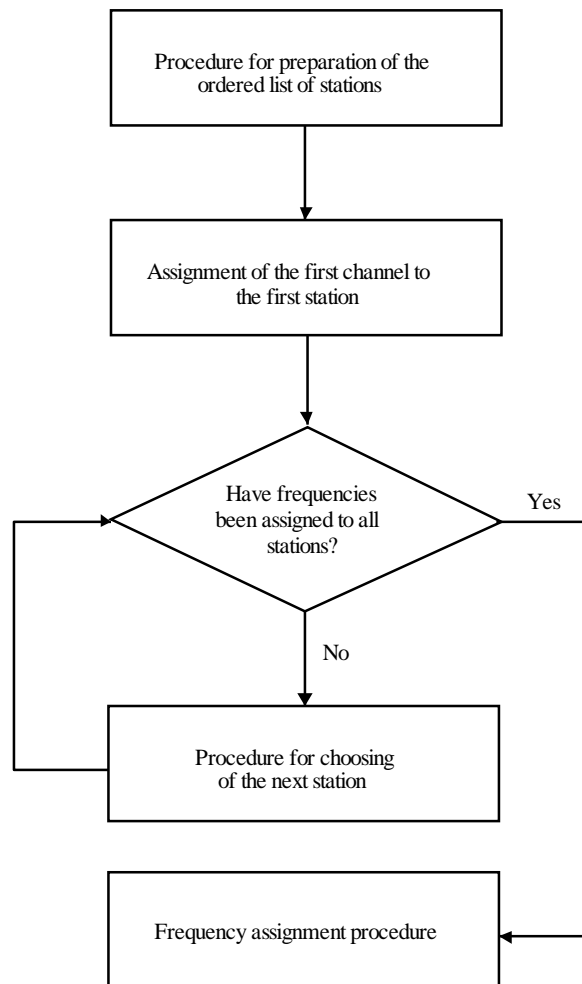 Procedure for preparation of the
ordered list of stations
Assignment of the first channel to
the first station
Have frequencies
been assigned to all
stations?
Yes
No
Procedure for choosing
of the next station
Frequency assignment procedure